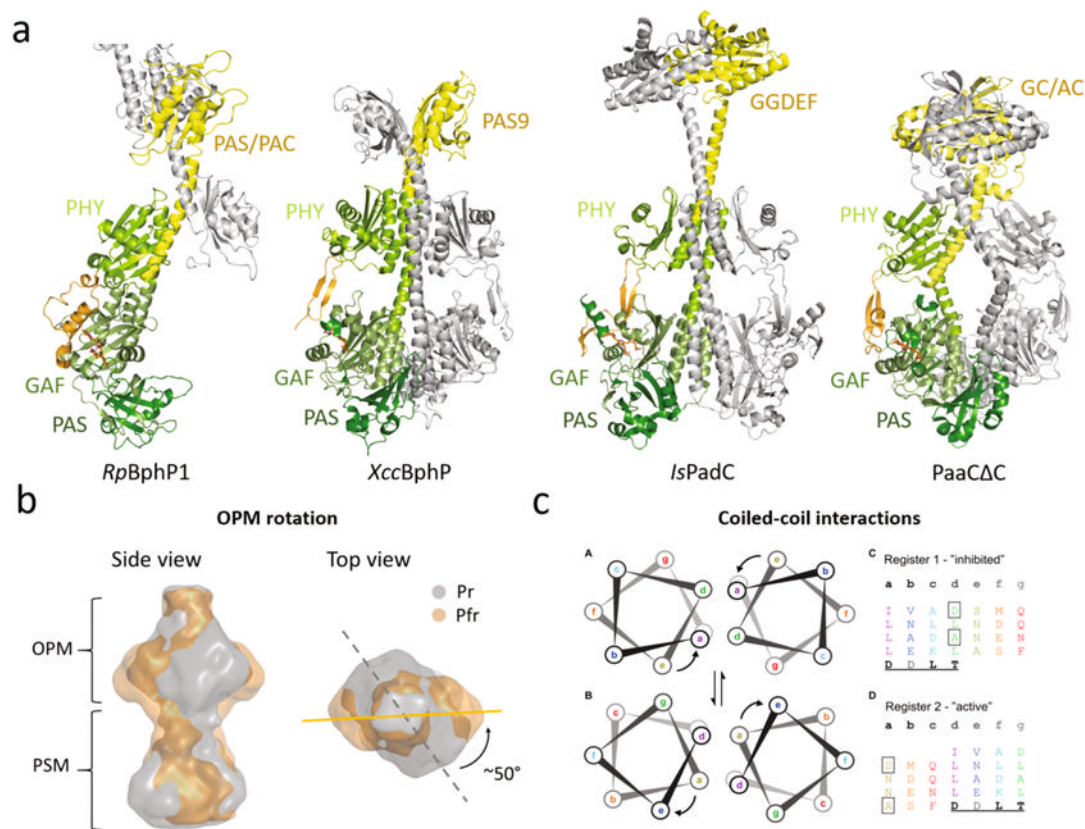 a
PAS/PAC
PHY
GAF
PAS
RpBphP1
PAS9
PHY
GAF
PAS
XccBphP
GGDEF
PHY
GAF
PAS
IsPadC
GC/AC
PHY
GAF
PAS
PaaCΔC
b
OPM rotation
Side view
Top view
Pr
Pfr
OPM
PSM
~50°
c
Coiled-coil interactions
A
c
g
d
f
a
b
e
e
b
a
f
d
c
g
B
g
c
d
f
a
b
e
e
b
a
f
d
c
g
C
Register 1 - "inhibited"
a b c d e f g
I V A D S M Q
L N L L N D Q
L A D A N E N
L E K L A S F
D D L T
D
Register 2 - "active"
a b c d e f g
I V A D
S M Q L N L L
N D Q L A D A
N E N L E K L
A S F D D L T